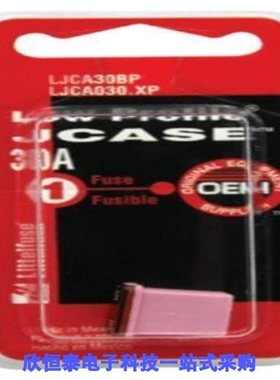 LJCA30BP
LJCA030.XP
Low Profile
JCASE
30A
Fuse
Fusible
ORIGINAL EQUIPMENT
OEM
SUPPLIER
Littelfuse
Made in Mexico
欣恒泰电子科技一站式采购